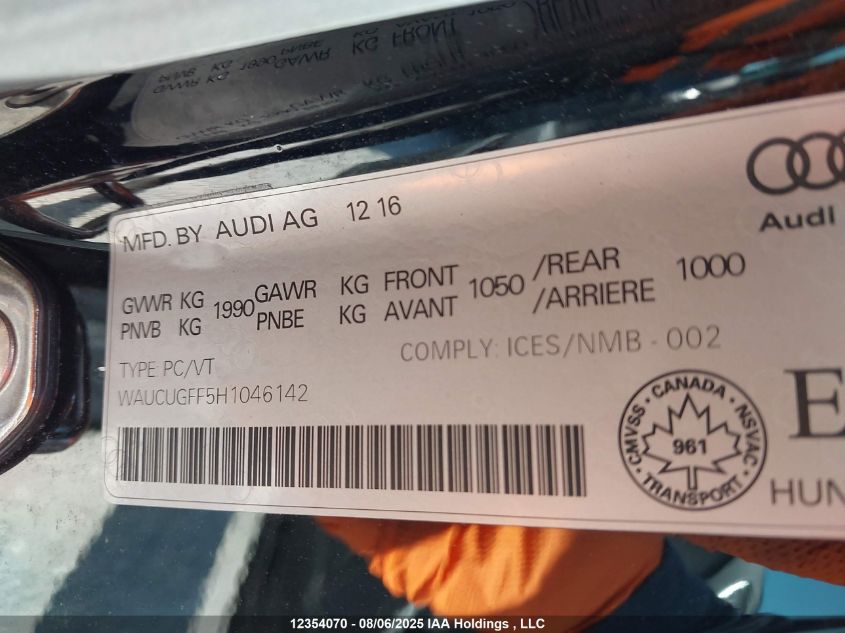 MFD. BY AUDI AG 12 16
Audi
GVWR KG 1990 GAWR KG FRONT 1050 /REAR 1000
PNVB KG PNBE KG AVANT /ARRIERE
TYPE: PC/VT
COMPLY: ICES/NMB - 002
WAUCUGFF5H1046142
CMVSS · CANADA · NSVAC · TRANSPORT ·
961
E
HUN
12354070 - 08/06/2025 IAA Holdings , LLC